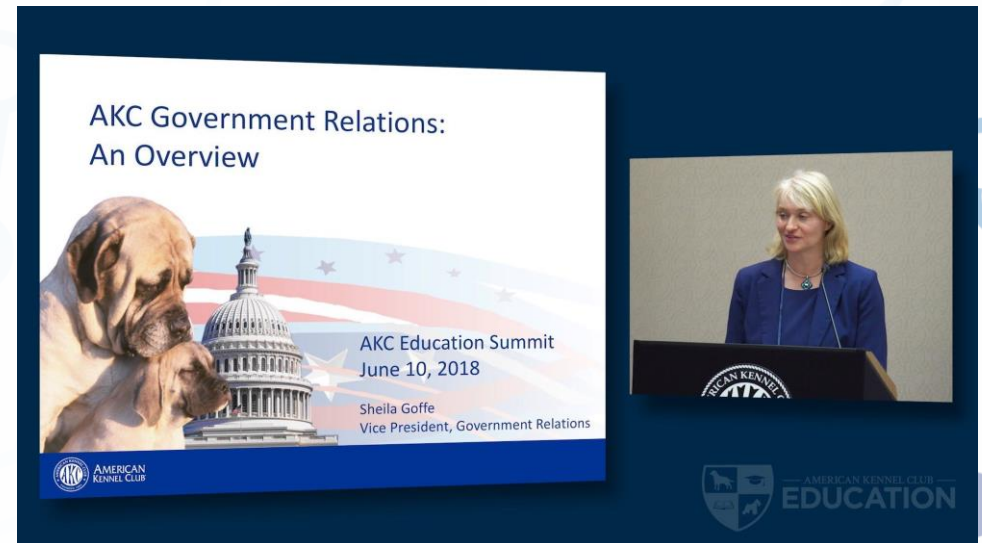 AKC Government Relations:
An Overview
AKC Education Summit
June 10, 2018
Sheila Goffe
Vice President, Government Relations
AKC
AMERICAN
KENNEL CLUB
AMERICAN KENNEL CLUB
EDUCATION